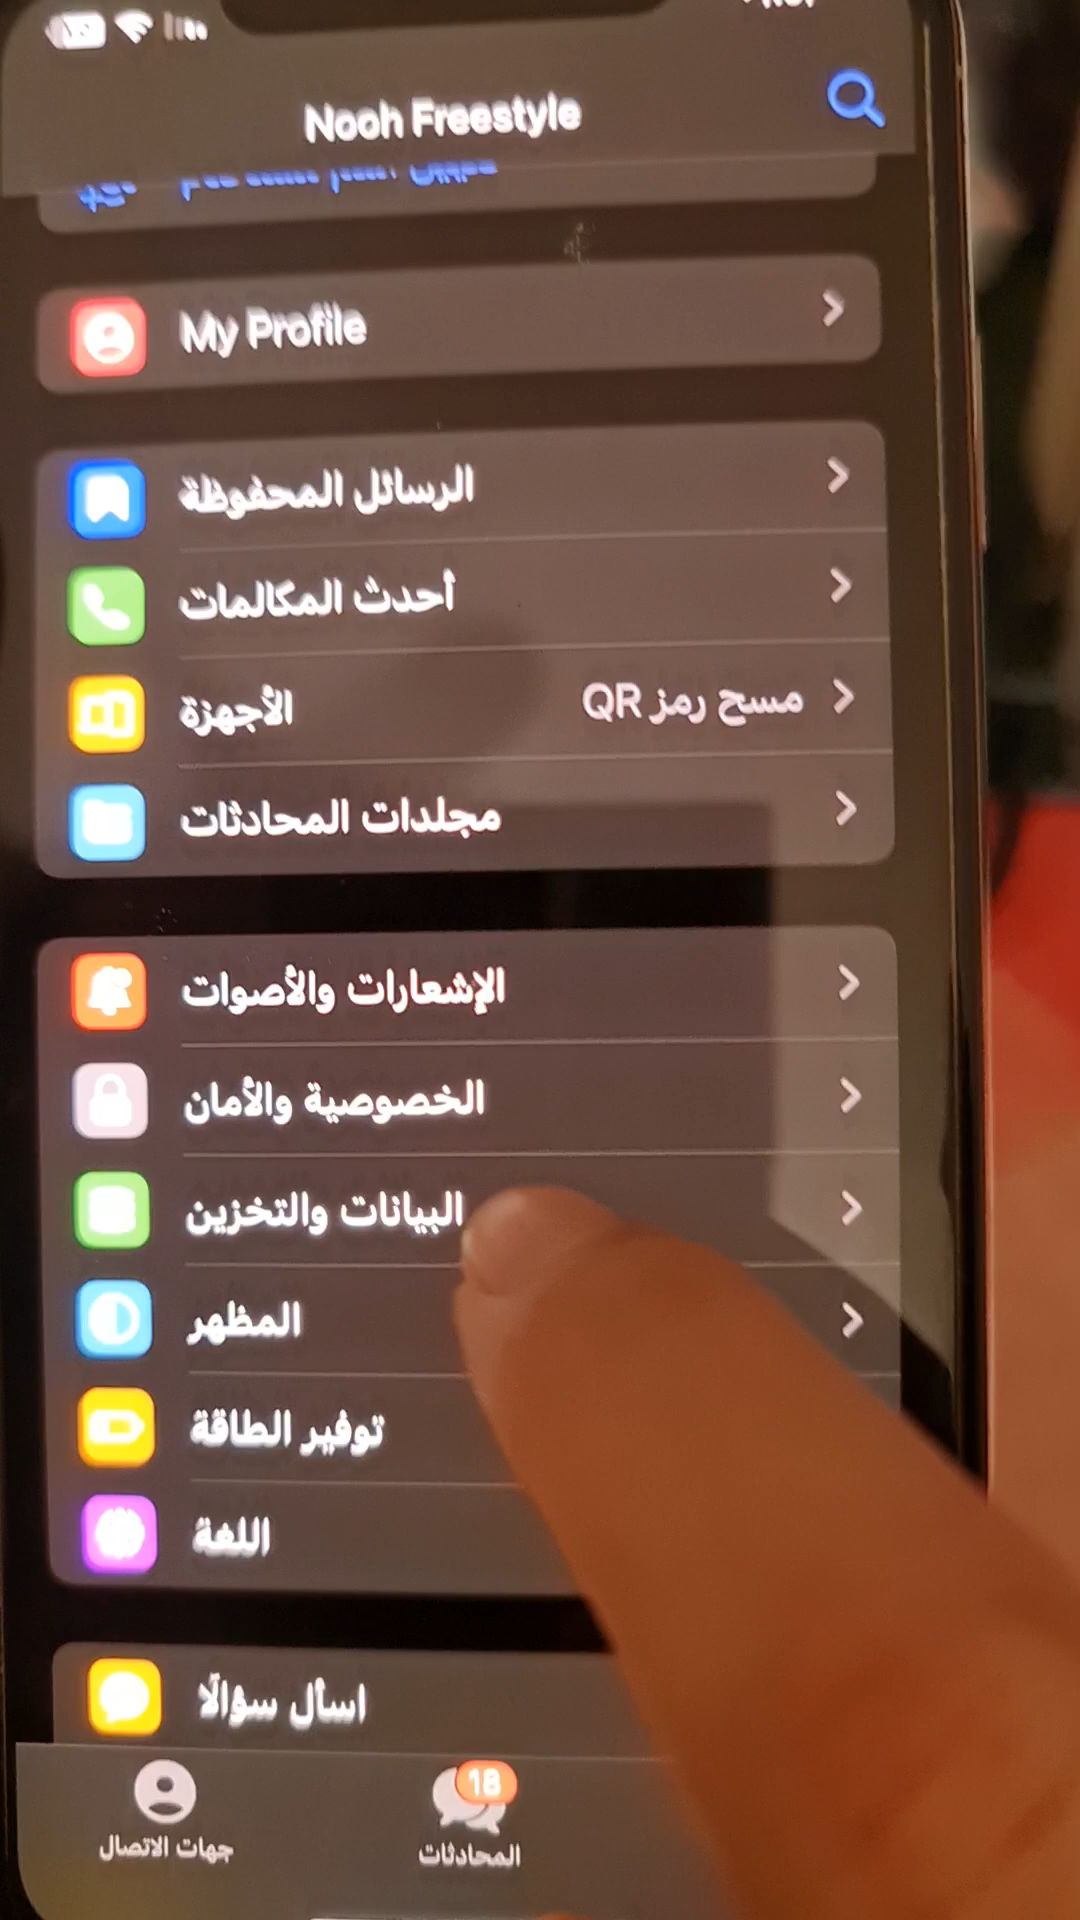 Nooh Freestyle
My Profile
الرسائل المحفوظة
أحدث المكالمات
الأجهزة مسح رمز QR
مجلدات المحادثات
الإشعارات والأصوات
الخصوصية والأمان
البيانات والتخزين
المظهر
توفير الطاقة
اللغة
اسأل سؤالًا
18
جهات الاتصال المحادثات